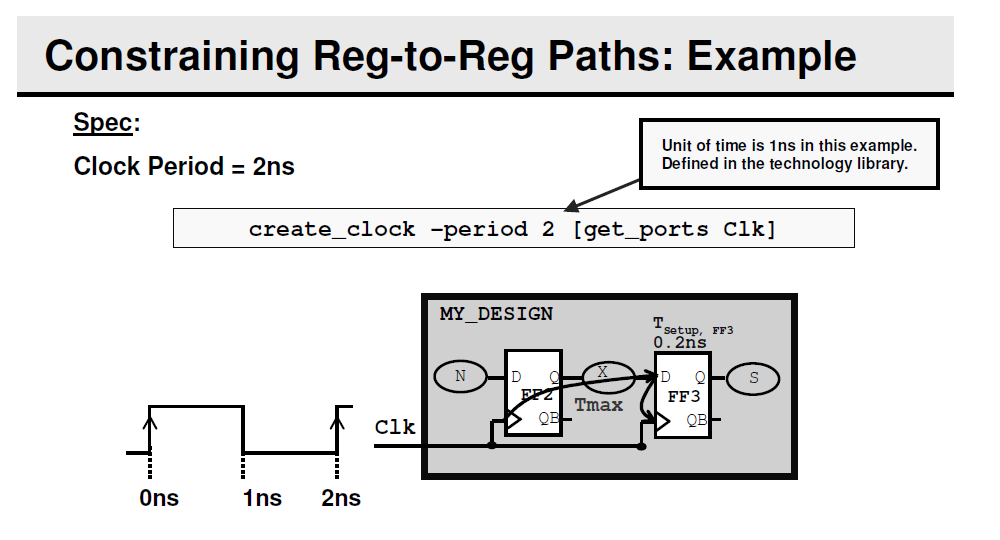 Constraining Reg-to-Reg Paths: Example
Spec:
Clock Period = 2ns
Unit of time is 1ns in this example.
Defined in the technology library.
create_clock –period 2 [get_ports Clk]
MY_DESIGN
T Setup, FF3
0.2ns
N
D
Q
FF2
QB
X
Tmax
D
Q
FF3
QB
S
Clk
0ns
1ns
2ns